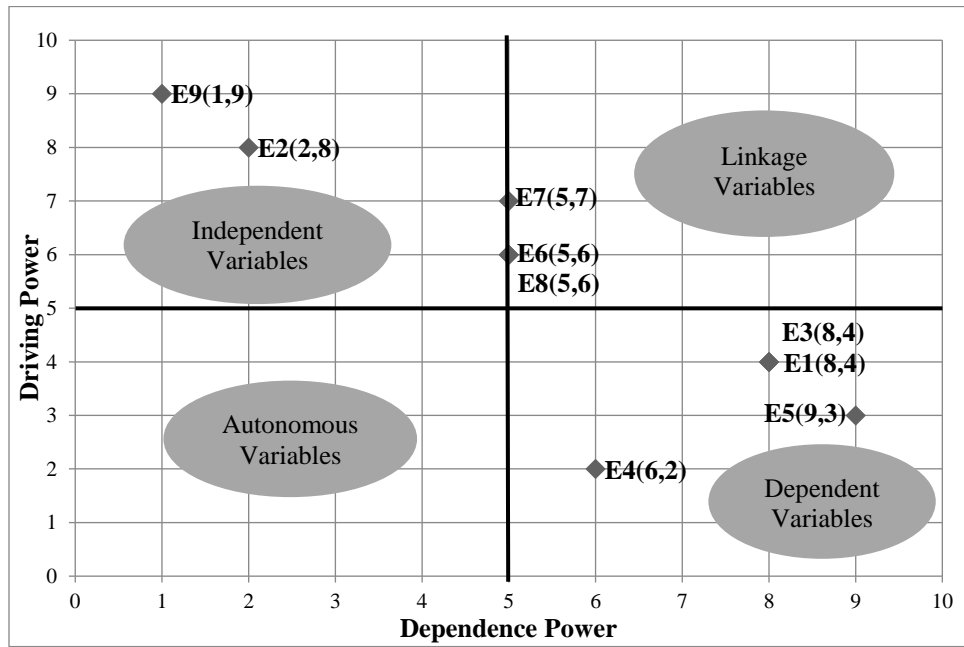 10
9
8
7
6
5
4
3
2
1
0
Driving Power
E9(1,9)
E2(2,8)
Independent
Variables
Linkage
Variables
E7(5,7)
E6(5,6)
E8(5,6)
Autonomous
Variables
E3(8,4)
E1(8,4)
E5(9,3)
E4(6,2)
Dependent
Variables
0 1 2 3 4 5 6 7 8 9 10
Dependence Power